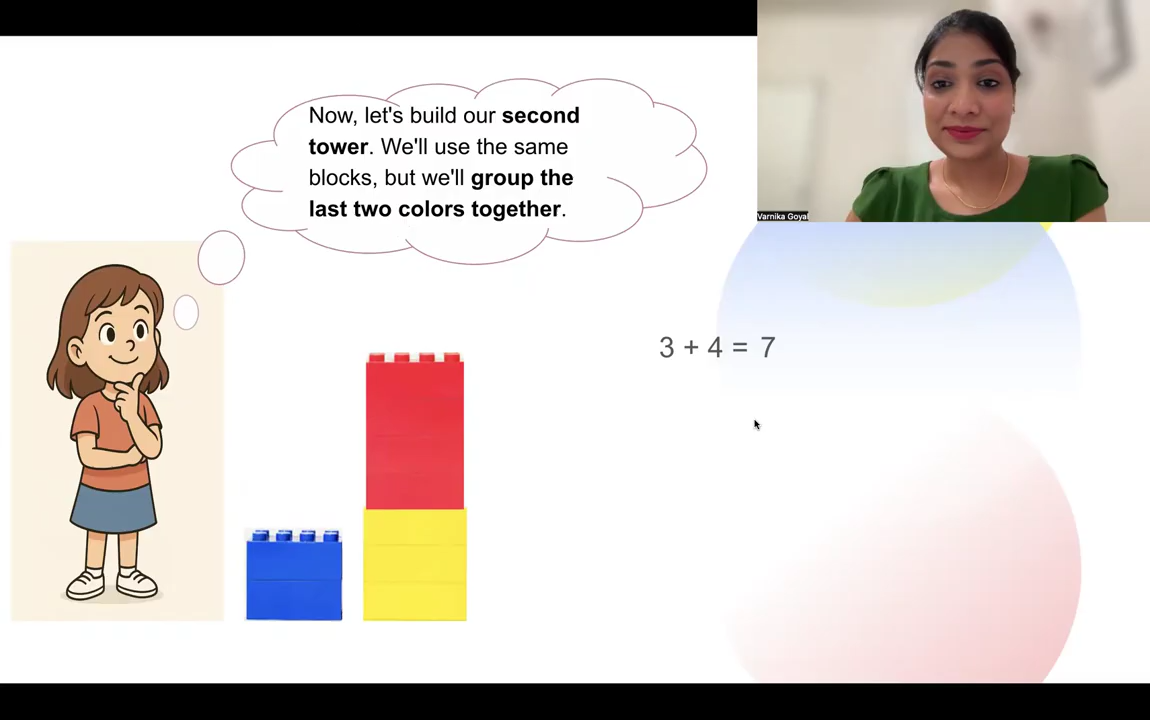 Now, let's build our second
tower. We'll use the same
blocks, but we'll group the
last two colors together.
Varnika Goyal
3 + 4 = 7